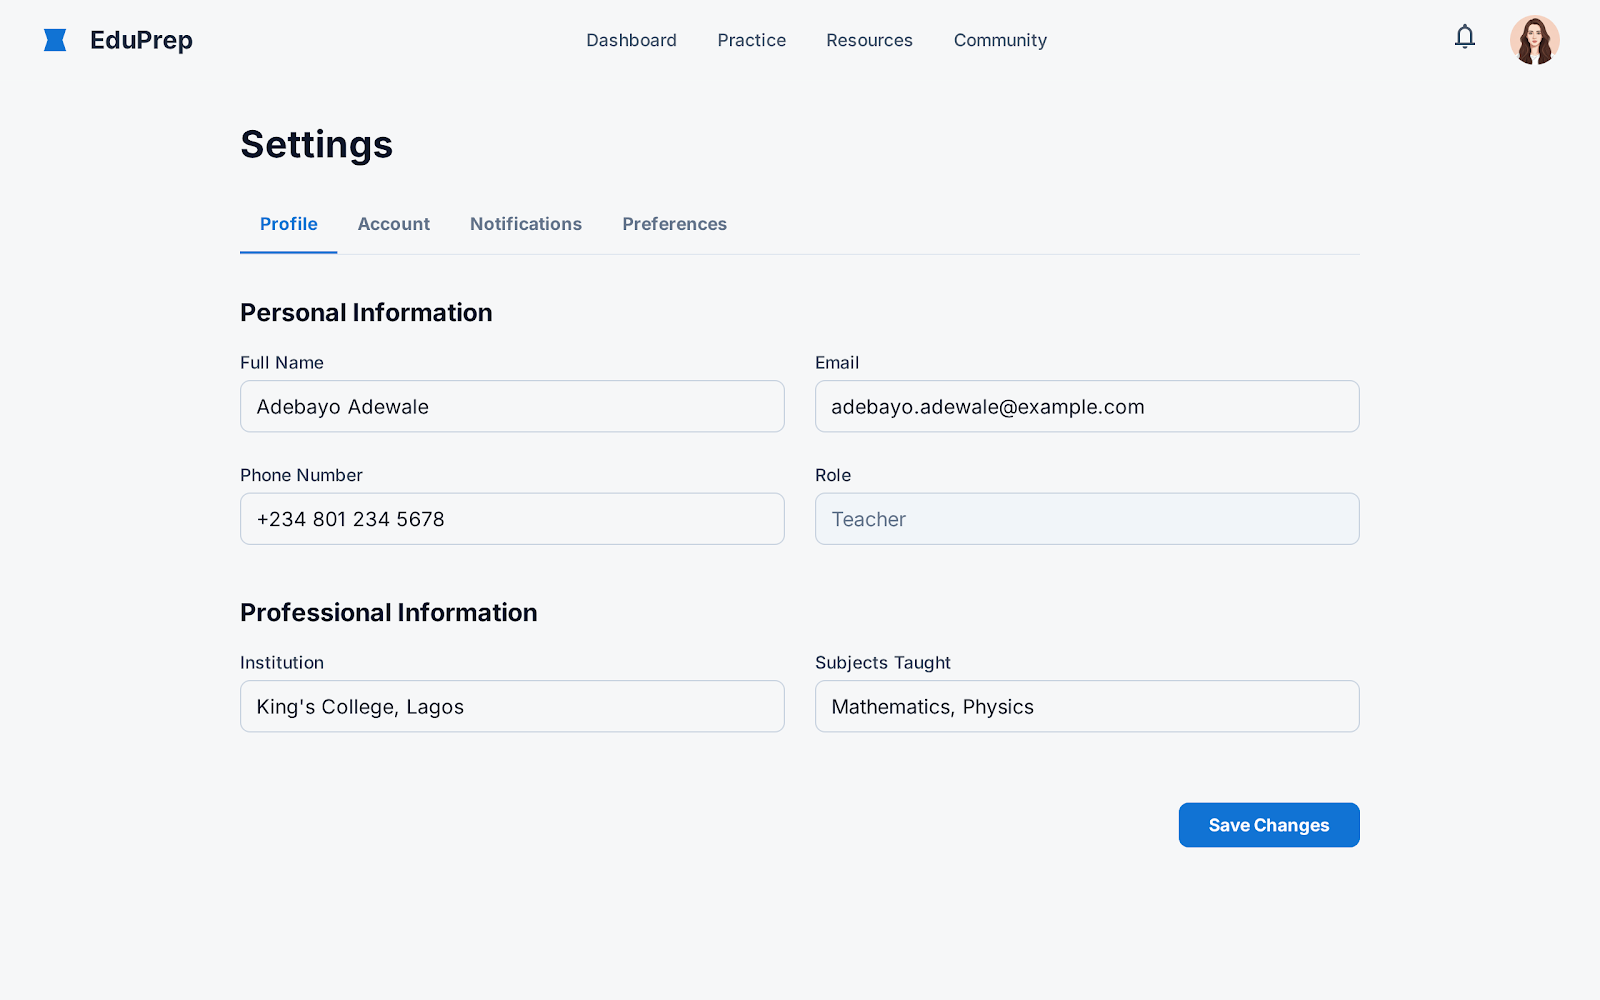 EduPrep
Dashboard Practice Resources Community
Settings
Profile Account Notifications Preferences
Personal Information
Full Name
Adebayo Adewale
Email
adebayo.adewale@example.com
Phone Number
+234 801 234 5678
Role
Teacher
Professional Information
Institution
King's College, Lagos
Subjects Taught
Mathematics, Physics
Save Changes